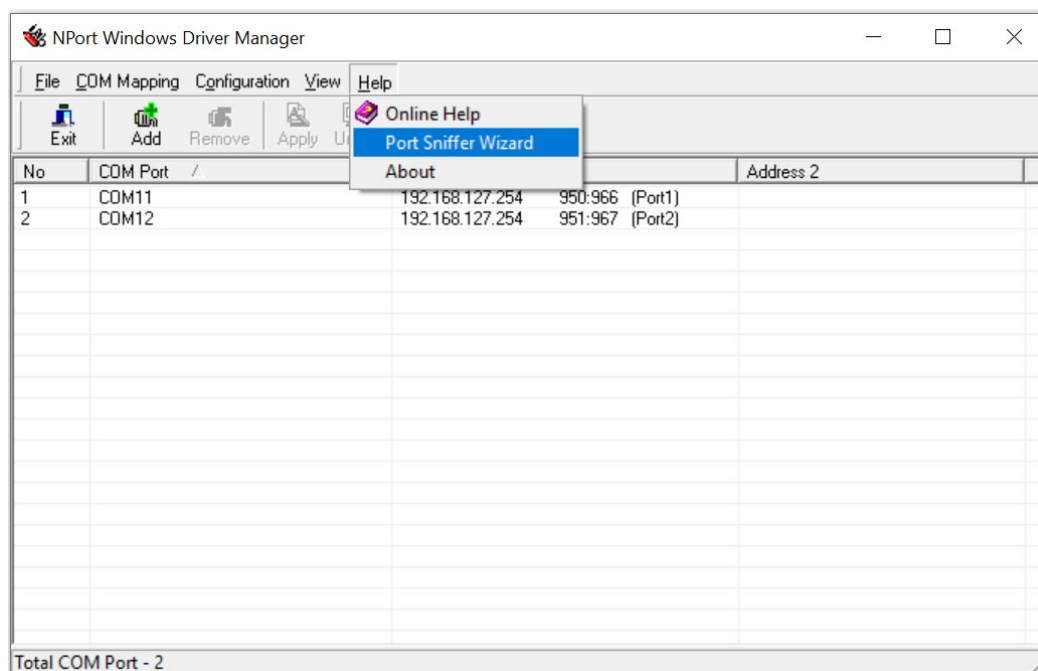 NPort Windows Driver Manager
File COM Mapping Configuration View Help
Exit Add Remove Apply
Online Help
Port Sniffer Wizard
About
No COM Port Address 2
1 COM11 192.168.127.254 950:966 (Port1)
2 COM12 192.168.127.254 951:967 (Port2)
Total COM Port - 2